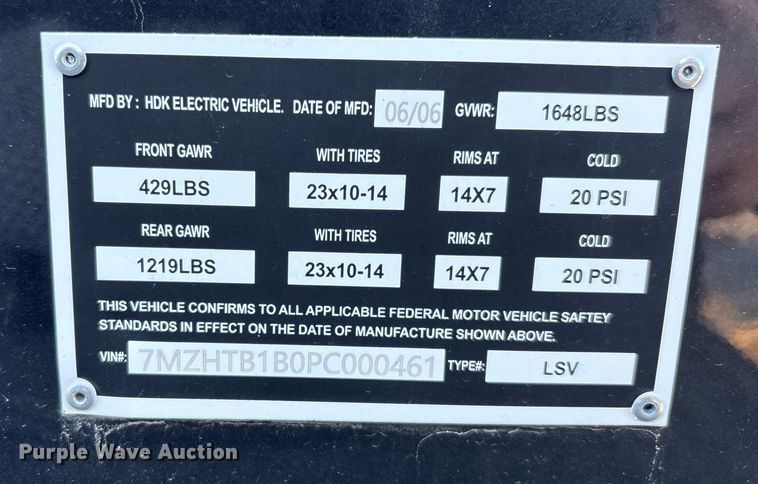 MFD BY : HDK ELECTRIC VEHICLE. DATE OF MFD: 06/06 GVWR: 1648LBS
FRONT GAWR WITH TIRES RIMS AT COLD
429LBS 23x10-14 14X7 20 PSI
REAR GAWR WITH TIRES RIMS AT COLD
1219LBS 23x10-14 14X7 20 PSI
THIS VEHICLE CONFIRMS TO ALL APPLICABLE FEDERAL MOTOR VEHICLE SAFTEY
STANDARDS IN EFFECT ON THE DATE OF MANUFACTURE SHOWN ABOVE.
VIN#: 7MZHTB1B0PC000461 TYPE#: LSV
Purple Wave Auction